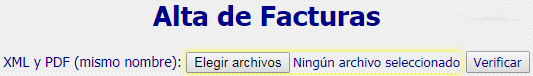 Alta de Facturas
XML y PDF (mismo nombre): Elegir archivos Ningún archivo seleccionado Verificar